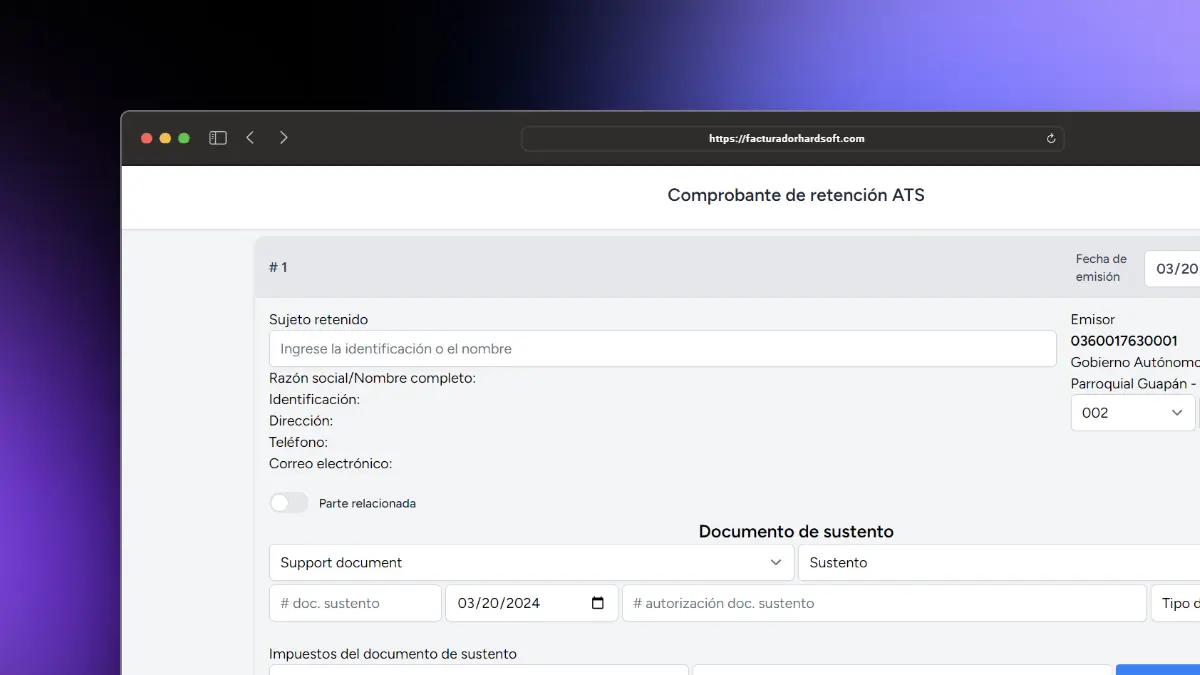 https://facturadorhardsoft.com
Comprobante de retención ATS
# 1
Fecha de
emisión
03/20
Sujeto retenido
Ingrese la identificación o el nombre
Razón social/Nombre completo:
Identificación:
Dirección:
Teléfono:
Correo electrónico:
Emisor
0360017630001
Gobierno Autónomo
Parroquial Guapán -
002
Parte relacionada
Documento de sustento
Support document
Sustento
# doc. sustento
03/20/2024
# autorización doc. sustento
Tipo d
Impuestos del documento de sustento